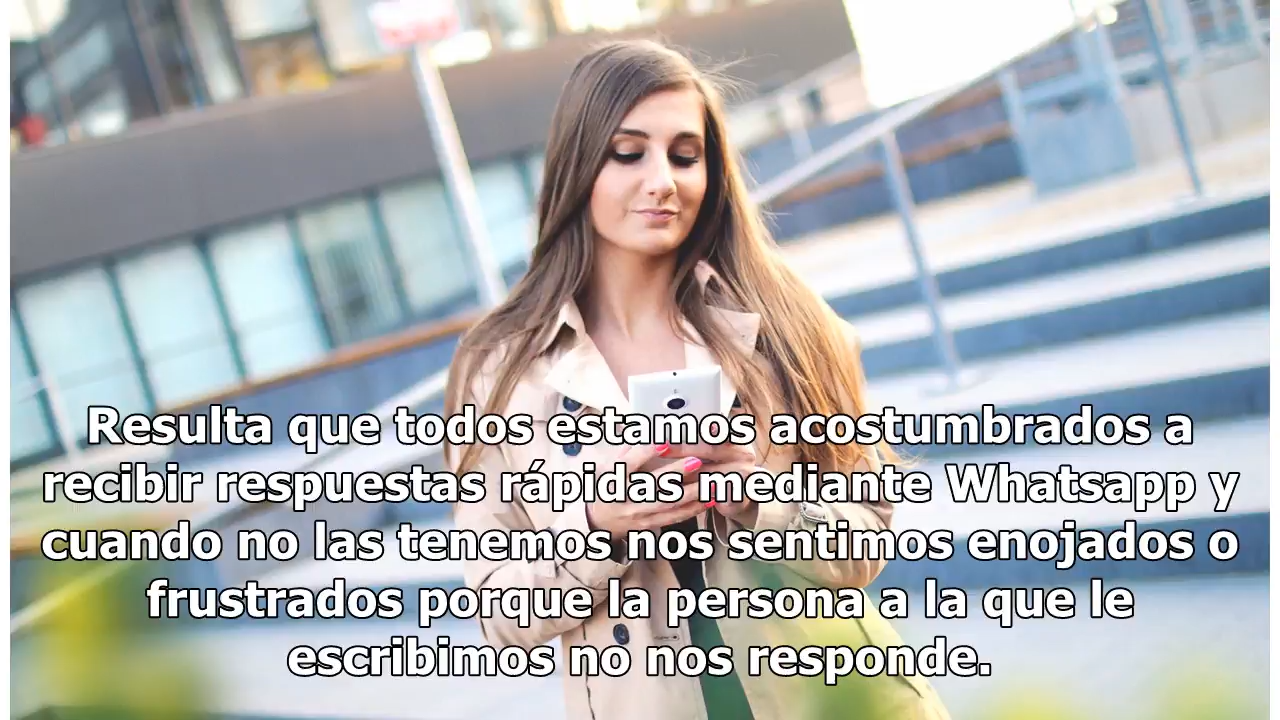 Resulta que todos estamos acostumbrados a
recibir respuestas rápidas mediante Whatsapp y
cuando no las tenemos nos sentimos enojados o
frustrados porque la persona a la que le
escribimos no nos responde.